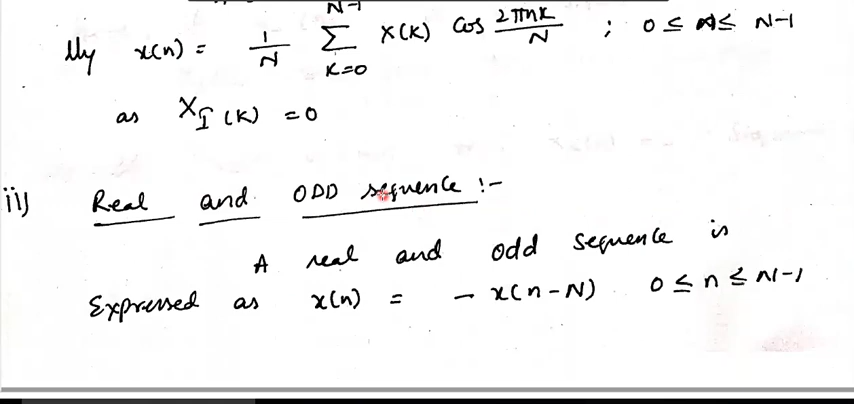 lly x(n) = 1/N N-1 Σ K=0 X(K) Cos 2πnk/N ; 0 ≤ n ≤ N-1
as X_I (K) = 0
ii) Real and ODD sequence :-
A real and odd sequence is
Expressed as x(n) = - x(n-N) 0 ≤ n ≤ N-1